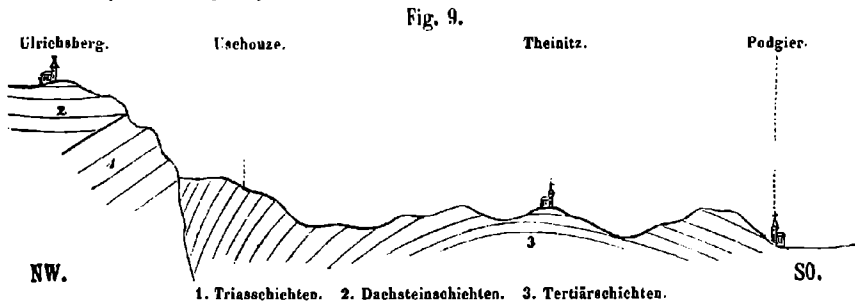 Fig. 9.
Ulrichsberg. Uschouze. Theinitz. Podgier.
2
1
3
NW. SO.
1. Triasschichten. 2. Dachsteinschichten. 3. Tertiärschichten.